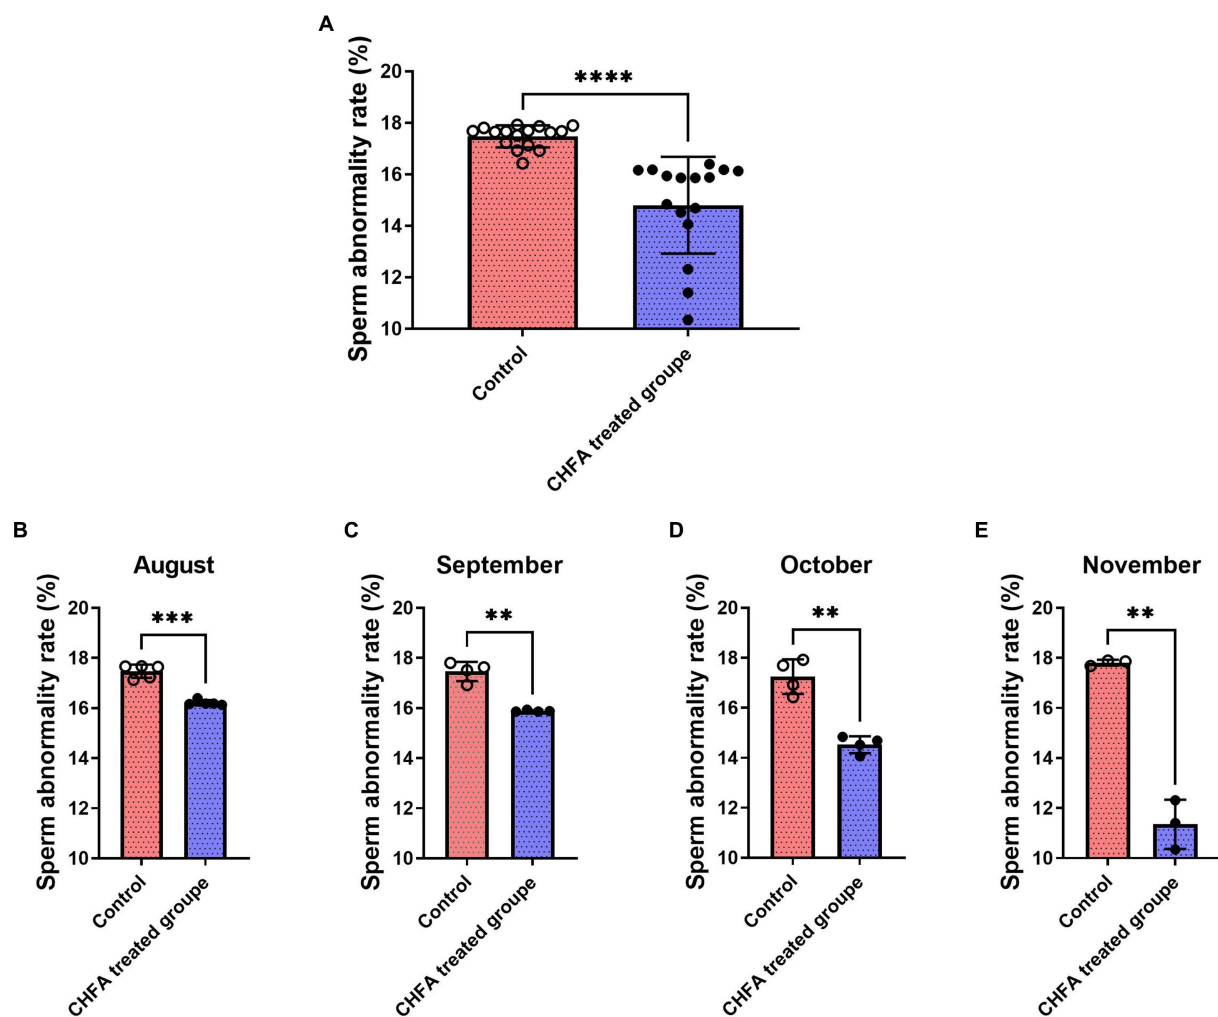 A
Sperm abnormality rate (%)
20
18
16
14
12
10
****
Control
CHFA treated groupe
B
August
Sperm abnormality rate (%)
20
18
16
14
12
10
***
Control
CHFA treated groupe
C
September
Sperm abnormality rate (%)
20
18
16
14
12
10
**
Control
CHFA treated groupe
D
October
Sperm abnormality rate (%)
20
18
16
14
12
10
**
Control
CHFA treated groupe
E
November
Sperm abnormality rate (%)
20
18
16
14
12
10
**
Control
CHFA treated groupe